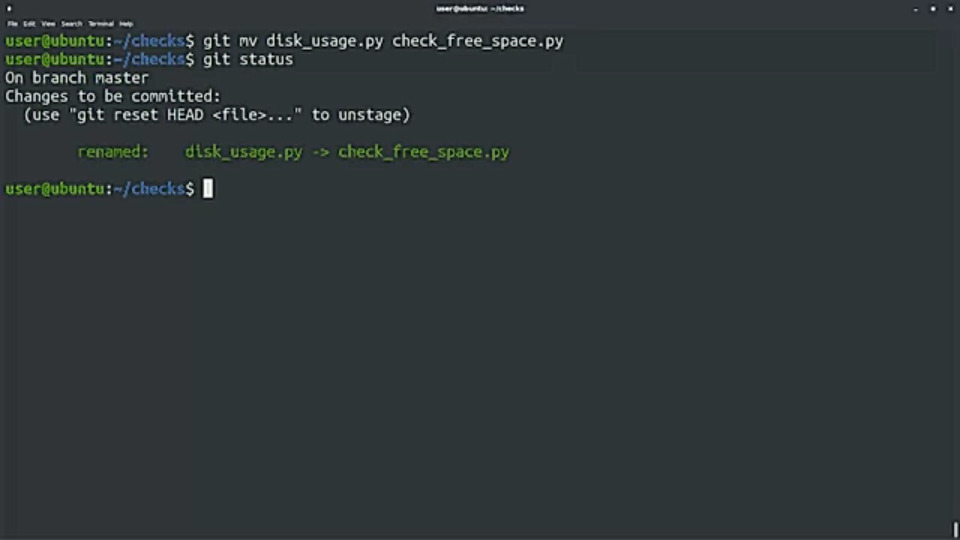 user@ubuntu: ~/checks
File Edit View Search Terminal Help
user@ubuntu:~/checks$ git mv disk_usage.py check_free_space.py
user@ubuntu:~/checks$ git status
On branch master
Changes to be committed:
(use "git reset HEAD <file>..." to unstage)
renamed: disk_usage.py -> check_free_space.py
user@ubuntu:~/checks$